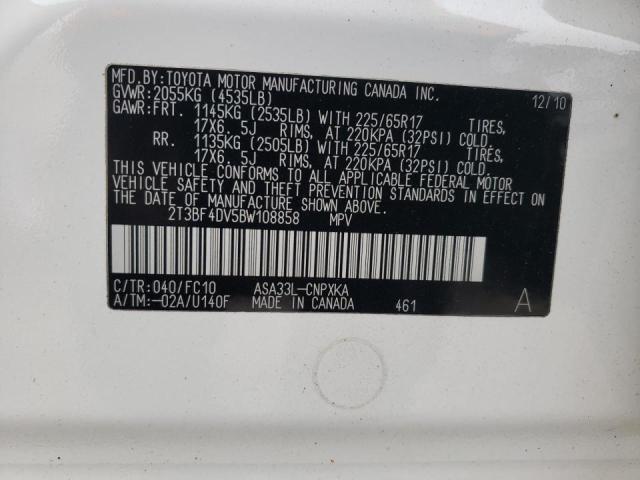 MFD.BY:TOYOTA MOTOR MANUFACTURING CANADA INC. 12/10
GVWR:2055KG (4535LB)
GAWR:FRT. 1145KG (2535LB) WITH 225/65R17 TIRES,
17X6. 5J RIMS, AT 220KPA (32PSI) COLD.
RR. 1135KG (2505LB) WITH 225/65R17 TIRES,
17X6. 5J RIMS, AT 220KPA (32PSI) COLD.
THIS VEHICLE CONFORMS TO ALL APPLICABLE FEDERAL MOTOR
VEHICLE SAFETY AND THEFT PREVENTION STANDARDS IN EFFECT ON
THE DATE OF MANUFACTURE SHOWN ABOVE.
2T3BF4DV5BW108858 MPV
C/TR:040/FC10 ASA33L-CNPXKA
A/TM:-02A/U140F MADE IN CANADA 461 A